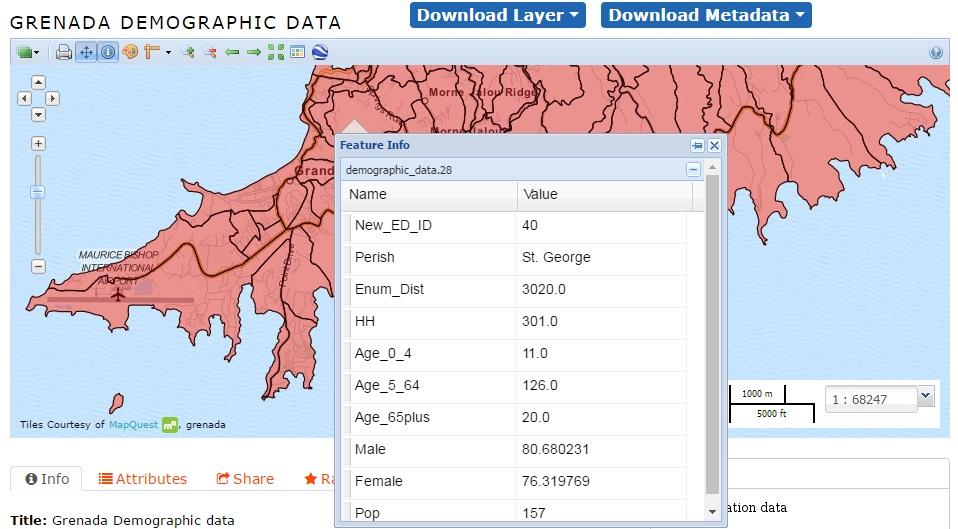 GRENADA DEMOGRAPHIC DATA
Download Layer
Download Metadata
Morne Jalou Ridge
Morne Jalou
Grand
MAURICE BISHOP
INTERNATIONAL
AIRPORT
Feature Info
demographic_data.28
Name Value
New_ED_ID 40
Perish St. George
Enum_Dist 3020.0
HH 301.0
Age_0_4 11.0
Age_5_64 126.0
Age_65plus 20.0
Male 80.680231
Female 76.319769
Pop 157
1000 m
5000 ft
1 : 68247
Tiles Courtesy of MapQuest , grenada
Info Attributes Share Ra
ation data
Title: Grenada Demographic data